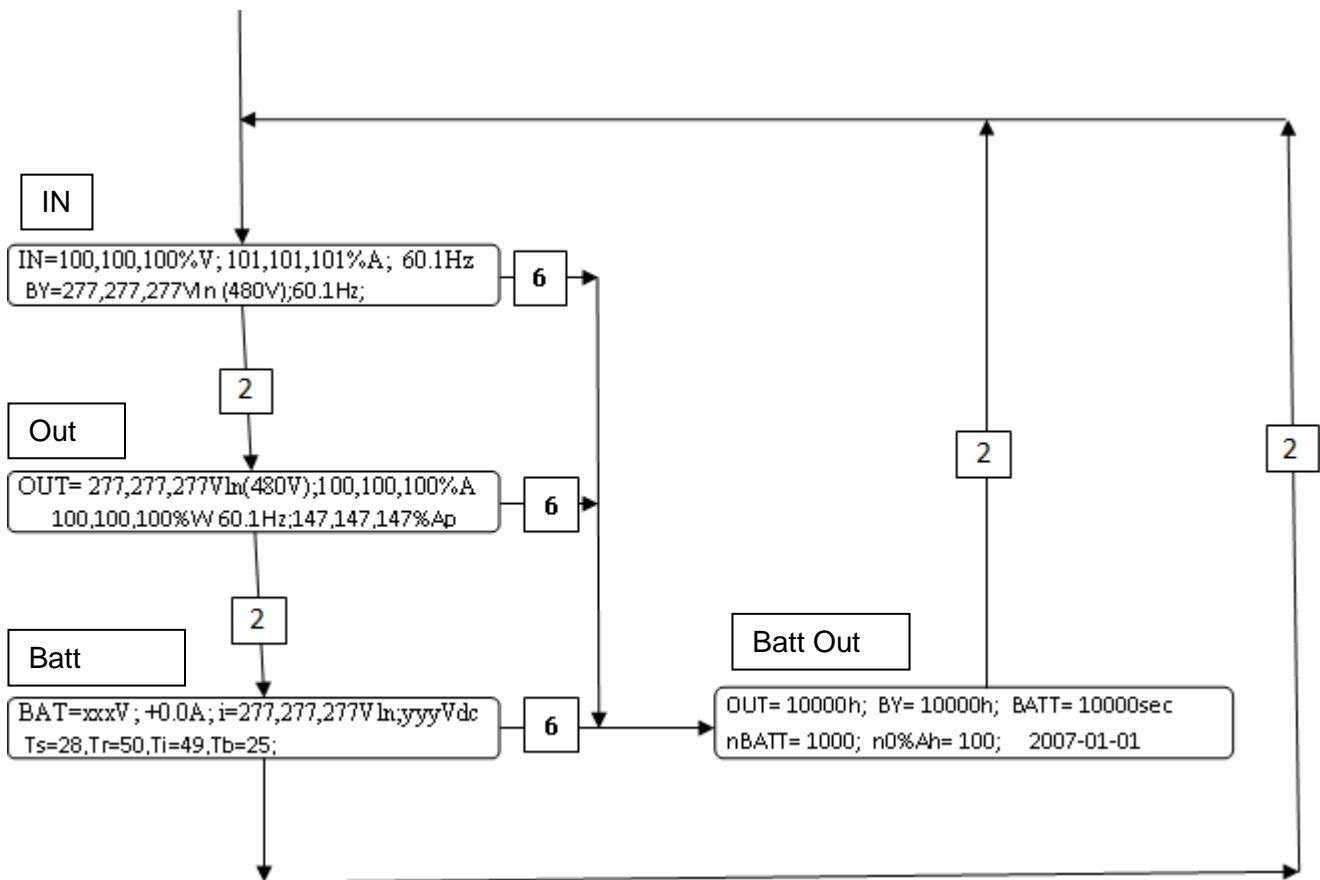 IN
IN=100,100,100%V; 101,101,101%A; 60.1Hz
BY=277,277,277Vln (480V);60.1Hz;
6
2
Out
OUT= 277,277,277Vln(480V);100,100,100%A
100,100,100%W 60.1Hz;147,147,147%Ap
6
2
2
2
Batt
BAT=xxxV; +0.0A; i=277,277,277Vln;yyyVdc
Ts=28,Tr=50,Ti=49,Tb=25;
6
Batt Out
OUT= 10000h; BY= 10000h; BATT= 10000sec
nBATT= 1000; n0%Ah= 100; 2007-01-01